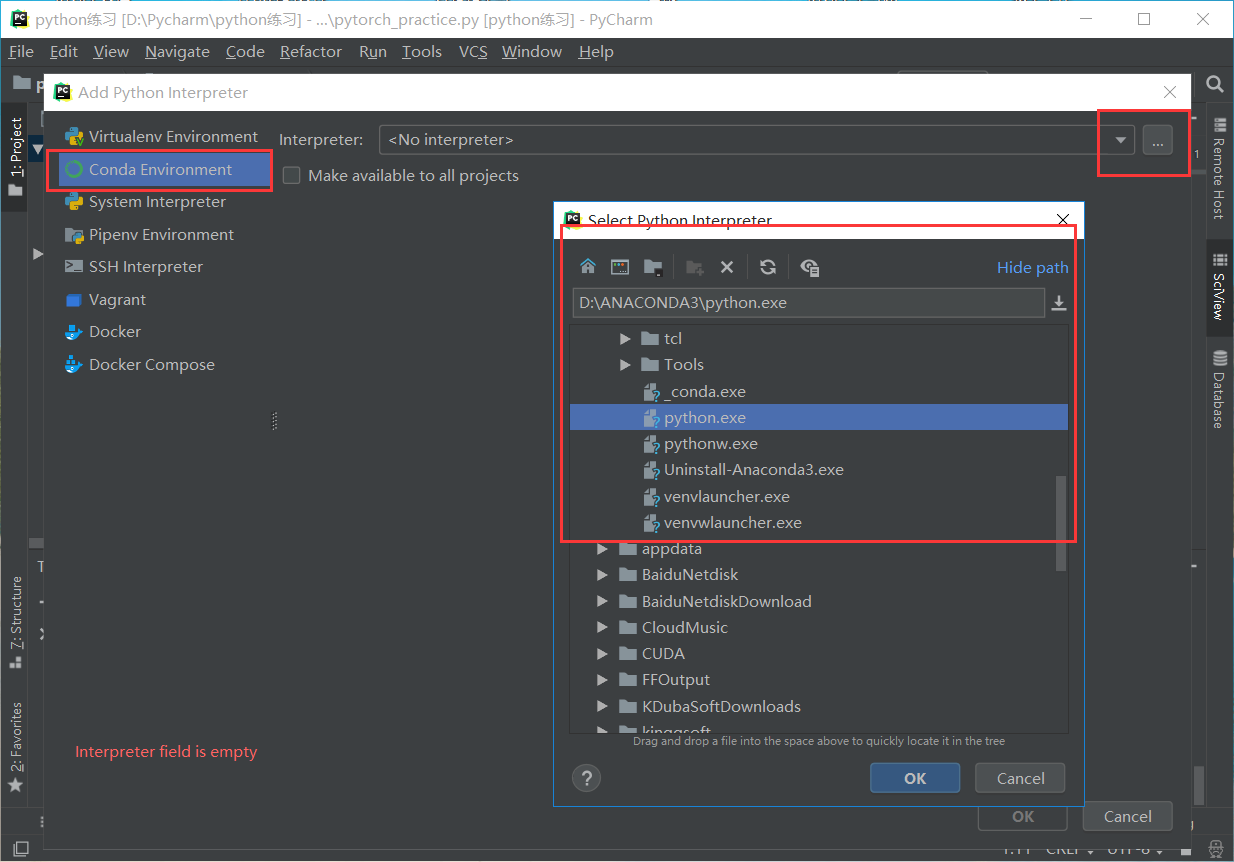 python练习 [D:\Pycharm\python练习] - ...\pytorch_practice.py [python练习] - PyCharm
File Edit View Navigate Code Refactor Run Tools VCS Window Help
Add Python Interpreter
1: Project
7: Structure
2: Favorites
Virtualenv Environment
Conda Environment
System Interpreter
Pipenv Environment
SSH Interpreter
Vagrant
Docker
Docker Compose
Interpreter: <No interpreter> ...
Make available to all projects
Select Python Interpreter
Hide path
D:\ANACONDA3\python.exe
tcl
Tools
_conda.exe
python.exe
pythonw.exe
Uninstall-Anaconda3.exe
venvlauncher.exe
venvwlauncher.exe
appdata
BaiduNetdisk
BaiduNetdiskDownload
CloudMusic
CUDA
FFOutput
KDubaSoftDownloads
kingsoft
Drag and drop a file into the space above to quickly locate it in the tree
? OK Cancel
Interpreter field is empty
OK Cancel
Remote Host
SciView
Database
1:11 CRLF UTF-8